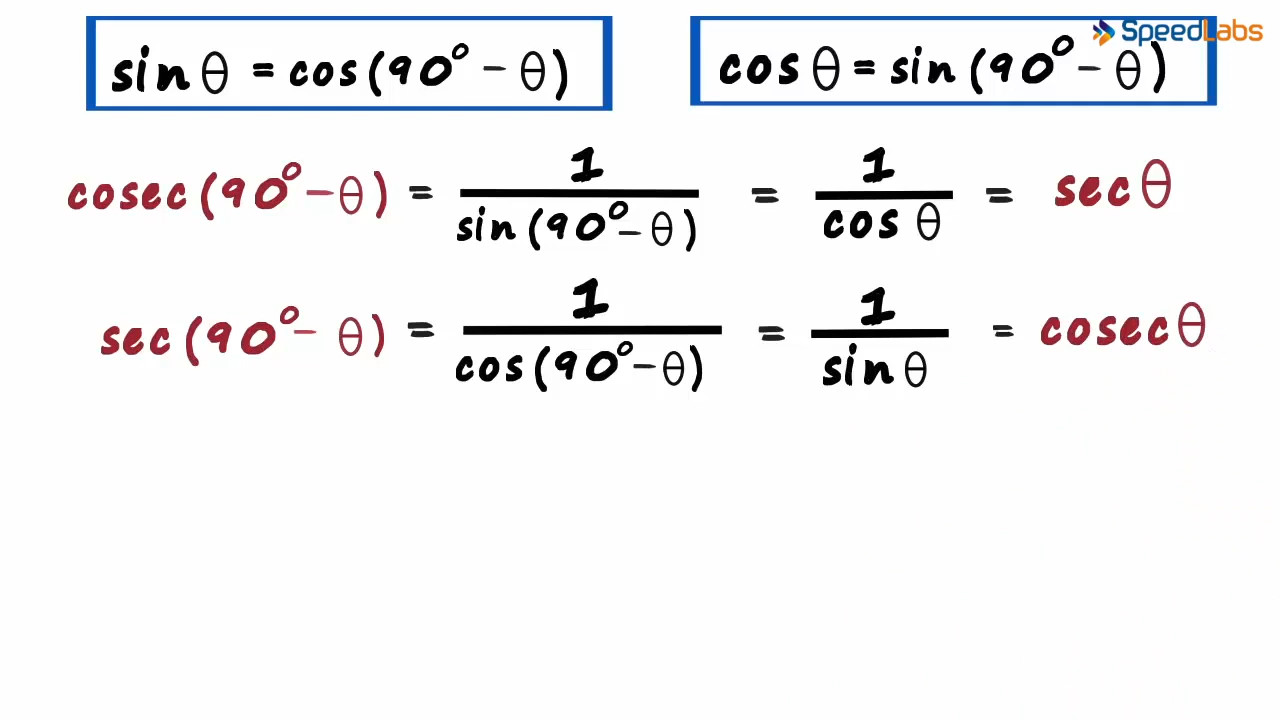 SpeedLabs
sin θ = cos (90° − θ)
cos θ = sin (90° − θ)
cosec (90° − θ) = 1 / sin (90° − θ) = 1 / cos θ = sec θ
sec (90° − θ) = 1 / cos (90° − θ) = 1 / sin θ = cosec θ